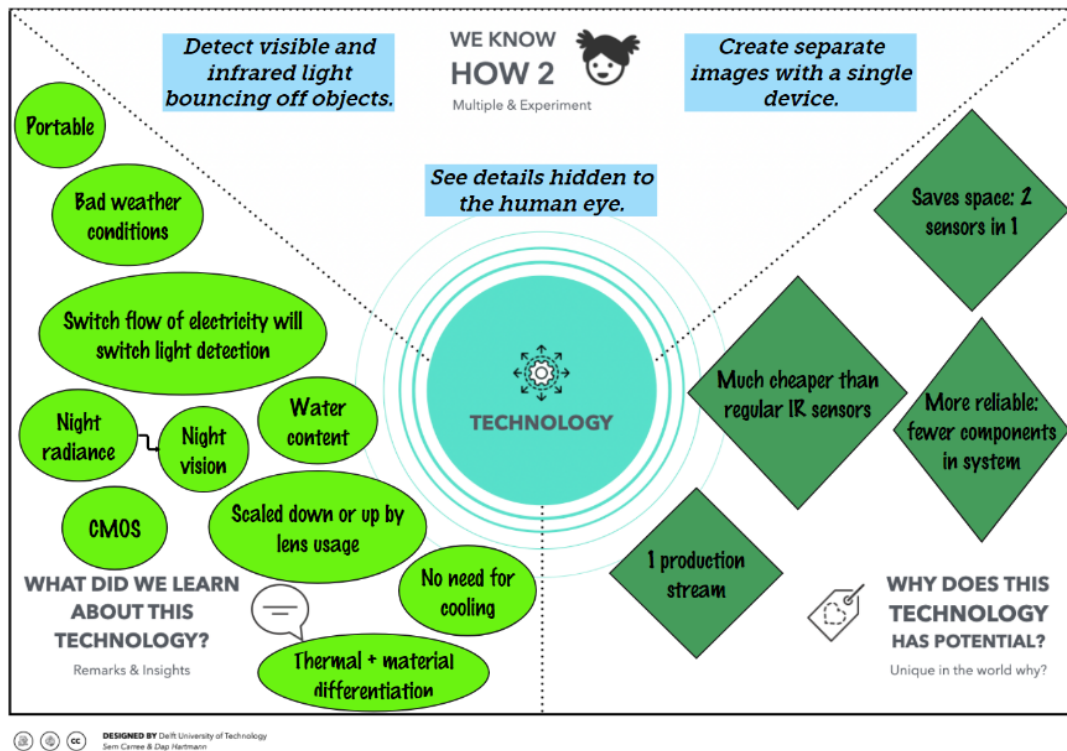 Detect visible and
infrared light
bouncing off objects.
WE KNOW
HOW 2
Multiple & Experiment
Create separate
images with a single
device.
See details hidden to
the human eye.
Portable
Bad weather
conditions
Switch flow of electricity will
switch light detection
Night
radiance
Night
vision
Water
content
CMOS
Scaled down or up by
lens usage
No need for
cooling
Thermal + material
differentiation
WHAT DID WE LEARN
ABOUT THIS
TECHNOLOGY?
Remarks & Insights
TECHNOLOGY
Saves space: 2
sensors in 1
Much cheaper than
regular IR sensors
More reliable:
fewer components
in system
1 production
stream
WHY DOES THIS
TECHNOLOGY
HAS POTENTIAL?
Unique in the world why?
cc
DESIGNED BY Delft University of Technology
Sem Carree & Dap Hartmann